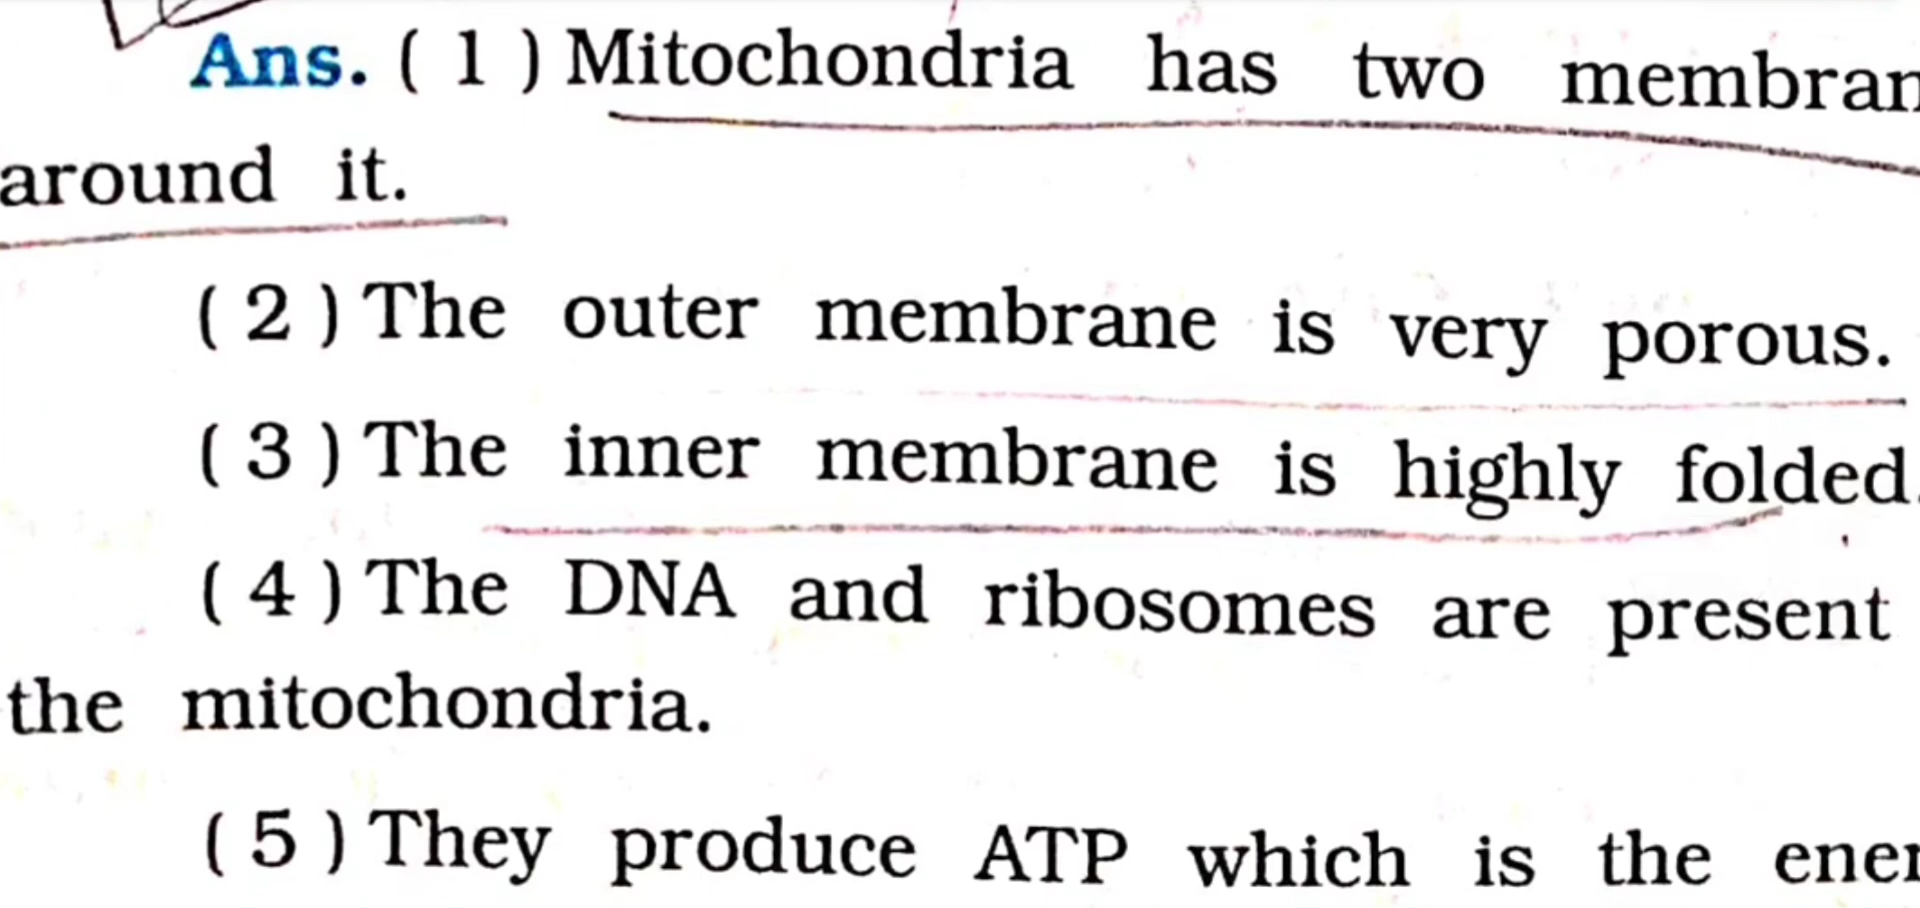 Ans. ( 1 ) Mitochondria has two membran
around it.
( 2 ) The outer membrane is very porous.
( 3 ) The inner membrane is highly folded.
( 4 ) The DNA and ribosomes are present
the mitochondria.
( 5 ) They produce ATP which is the ener